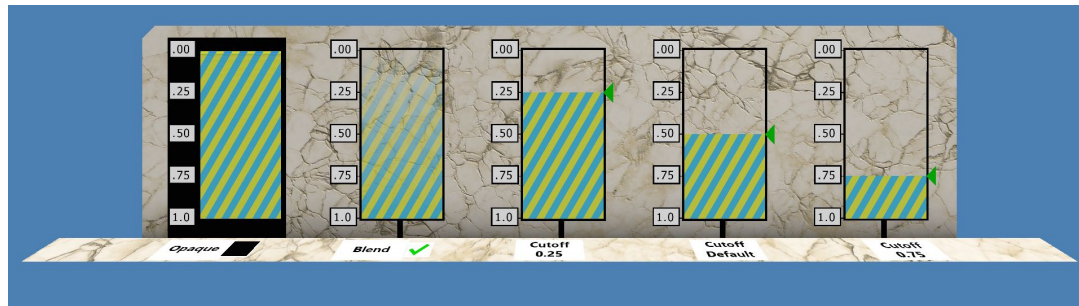 .00 .00 .00 .00 .00
.25 .25 .25 .25 .25
.50 .50 .50 .50 .50
.75 .75 .75 .75 .75
1.0 1.0 1.0 1.0 1.0
Opaque Blend Cutoff Cutoff Cutoff
0.25 Default 0.75